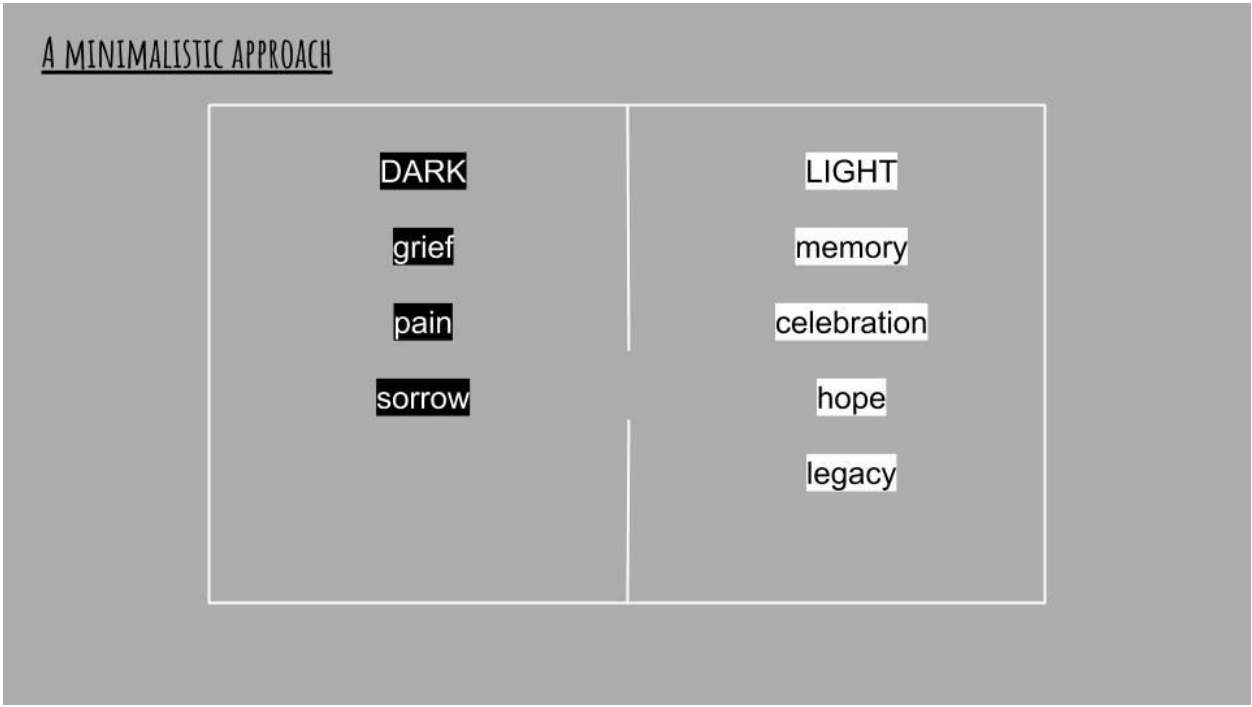 A MINIMALISTIC APPROACH
DARK
grief
pain
sorrow
LIGHT
memory
celebration
hope
legacy